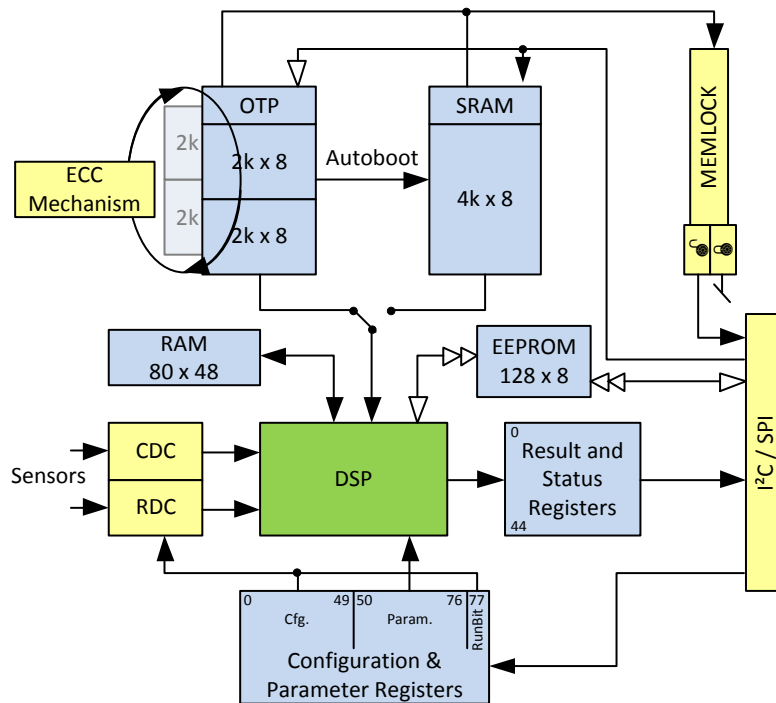 OTP
SRAM
2k
2k x 8
Autoboot
ECC
Mechanism
2k
2k x 8
4k x 8
MEMLOCK
RAM
80 x 48
EEPROM
128 x 8
I²C / SPI
Sensors
CDC
RDC
DSP
0
Result and
Status
Registers
44
0
49
50
76
77
Cfg.
Param.
RunBit
Configuration &
Parameter Registers